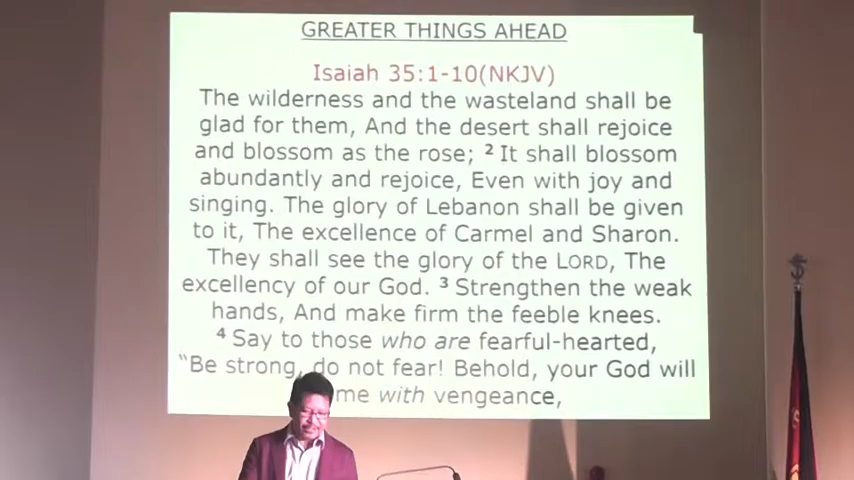 GREATER THINGS AHEAD
Isaiah 35:1-10(NKJV)
The wilderness and the wasteland shall be
glad for them, And the desert shall rejoice
and blossom as the rose; ² It shall blossom
abundantly and rejoice, Even with joy and
singing. The glory of Lebanon shall be given
to it, The excellence of Carmel and Sharon.
They shall see the glory of the LORD, The
excellency of our God. ³ Strengthen the weak
hands, And make firm the feeble knees.
⁴ Say to those who are fearful-hearted,
"Be strong, do not fear! Behold, your God will
with vengeance,